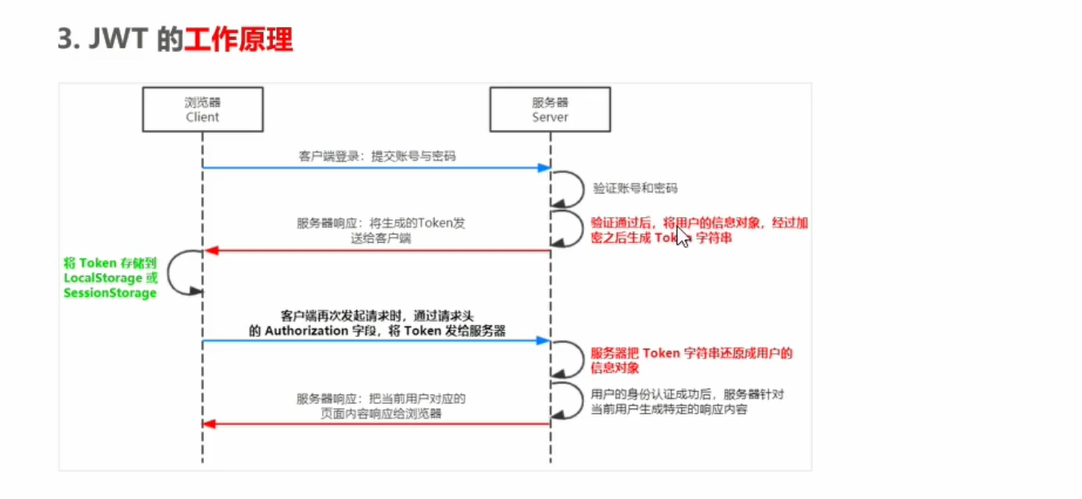 3. JWT 的工作原理
浏览器
Client
服务器
Server
客户端登录：提交账号与密码
验证账号和密码
验证通过后，将用户的信息对象，经过加
密之后生成 Token 字符串
服务器响应：将生成的Token发
送给客户端
将 Token 存储到
LocalStorage 或
SessionStorage
客户端再次发起请求时，通过请求头
的 Authorization 字段，将 Token 发给服务器
服务器把 Token 字符串还原成用户的
信息对象
用户的身份认证成功后，服务器针对
当前用户生成特定的响应内容
服务器响应：把当前用户对应的
页面内容响应给浏览器